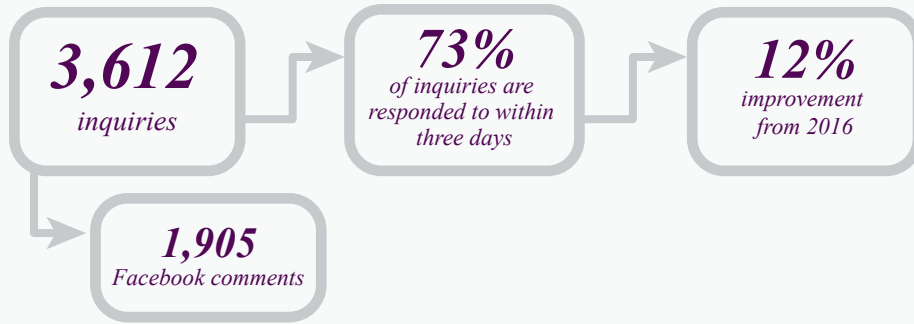 3,612
inquiries
73%
of inquiries are
responded to within
three days
12%
improvement
from 2016
1,905
Facebook comments